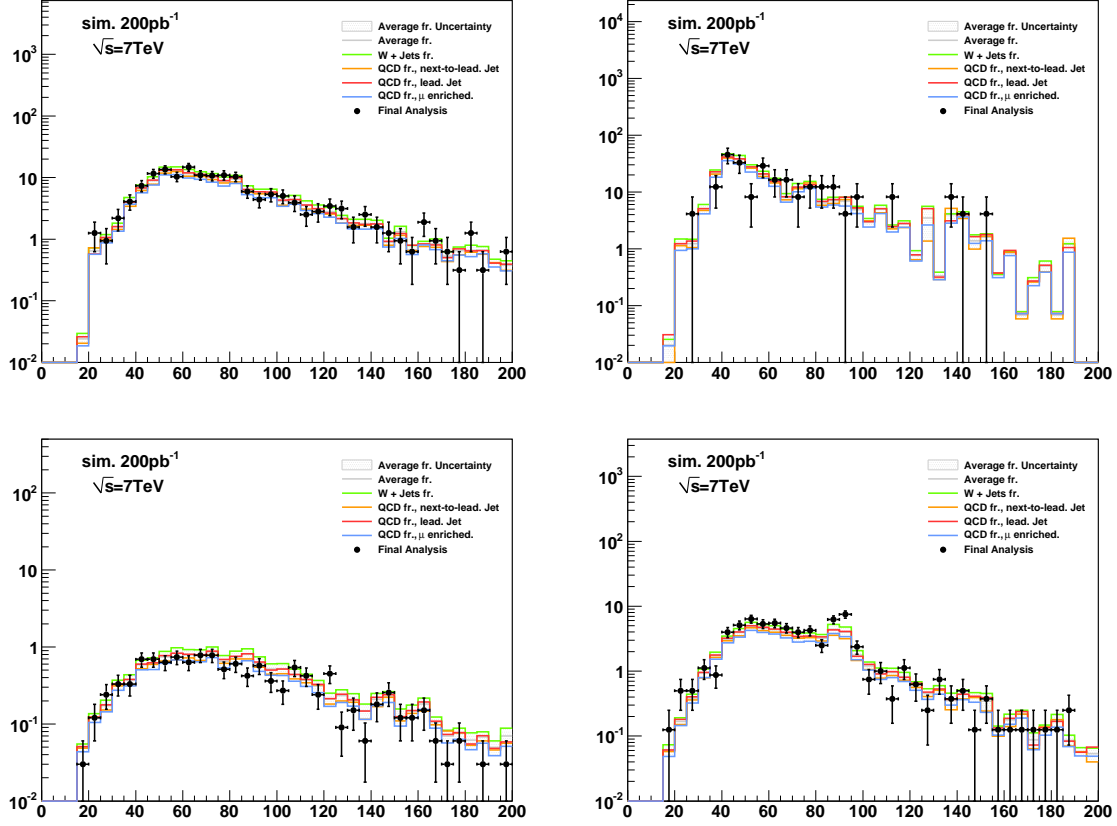 sim. 200pb⁻¹
√s=7TeV
Average fr. Uncertainty
Average fr.
W + Jets fr.
QCD fr., next-to-lead. Jet
QCD fr., lead. Jet
QCD fr., μ enriched.
Final Analysis
10³
10²
10
1
10⁻¹
10⁻²
0 20 40 60 80 100 120 140 160 180 200
sim. 200pb⁻¹
√s=7TeV
Average fr. Uncertainty
Average fr.
W + Jets fr.
QCD fr., next-to-lead. Jet
QCD fr., lead. Jet
QCD fr., μ enriched.
Final Analysis
10⁴
10³
10²
10
1
10⁻¹
10⁻²
0 20 40 60 80 100 120 140 160 180 200
sim. 200pb⁻¹
√s=7TeV
Average fr. Uncertainty
Average fr.
W + Jets fr.
QCD fr., next-to-lead. Jet
QCD fr., lead. Jet
QCD fr., μ enriched.
Final Analysis
10²
10
1
10⁻¹
10⁻²
0 20 40 60 80 100 120 140 160 180 200
sim. 200pb⁻¹
√s=7TeV
Average fr. Uncertainty
Average fr.
W + Jets fr.
QCD fr., next-to-lead. Jet
QCD fr., lead. Jet
QCD fr., μ enriched.
Final Analysis
10³
10²
10
1
10⁻¹
10⁻²
0 20 40 60 80 100 120 140 160 180 200